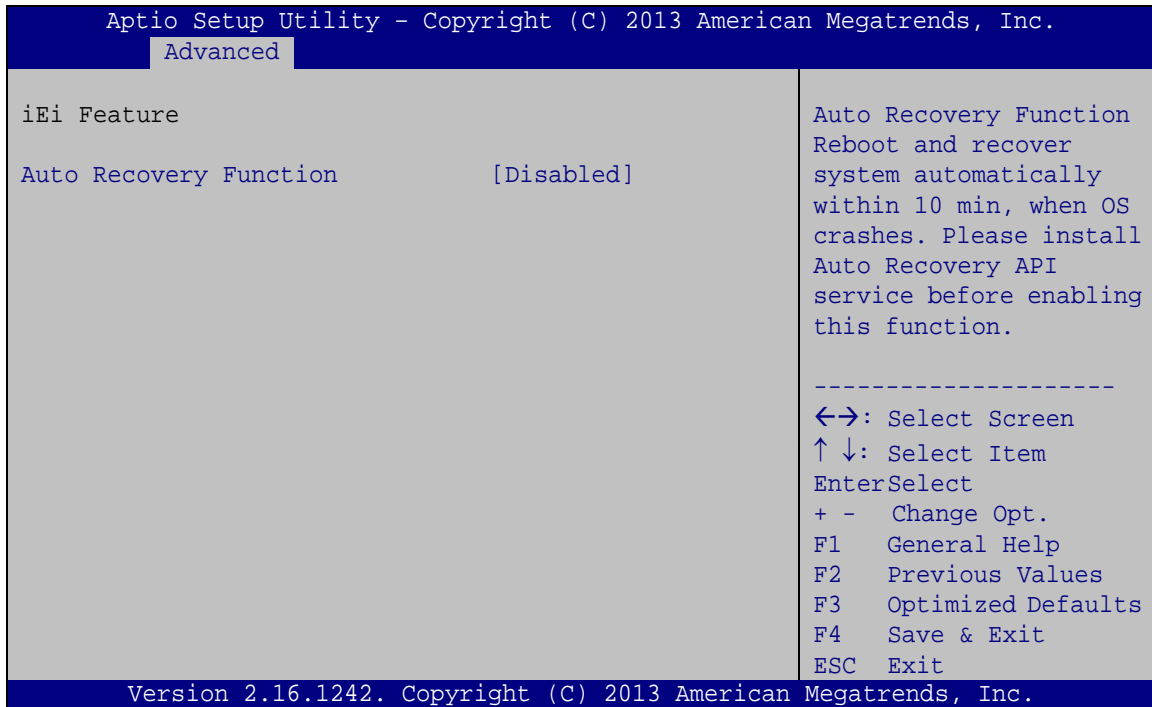 Aptio Setup Utility – Copyright (C) 2013 American Megatrends, Inc.
Advanced
iEi Feature
Auto Recovery Function [Disabled]
Auto Recovery Function
Reboot and recover
system automatically
within 10 min, when OS
crashes. Please install
Auto Recovery API
service before enabling
this function.
---------------------
←→: Select Screen
↑ ↓: Select Item
EnterSelect
+ - Change Opt.
F1 General Help
F2 Previous Values
F3 Optimized Defaults
F4 Save & Exit
ESC Exit
Version 2.16.1242. Copyright (C) 2013 American Megatrends, Inc.